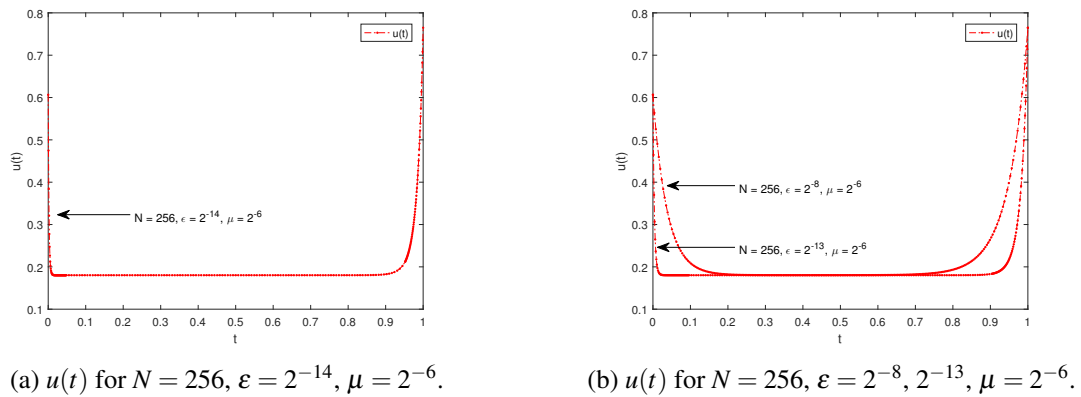 0.8
0.7
0.6
0.5
0.4
0.3
0.2
0.1
u(t)
u(t)
N = 256, ϵ = 2^-14, μ = 2^-6
0 0.1 0.2 0.3 0.4 0.5 0.6 0.7 0.8 0.9 1
t
(a) u(t) for N = 256, ε = 2^-14, μ = 2^-6.
0.8
0.7
0.6
0.5
0.4
0.3
0.2
0.1
u(t)
u(t)
N = 256, ϵ = 2^-8, μ = 2^-6
N = 256, ϵ = 2^-13, μ = 2^-6
0 0.1 0.2 0.3 0.4 0.5 0.6 0.7 0.8 0.9 1
t
(b) u(t) for N = 256, ε = 2^-8, 2^-13, μ = 2^-6.